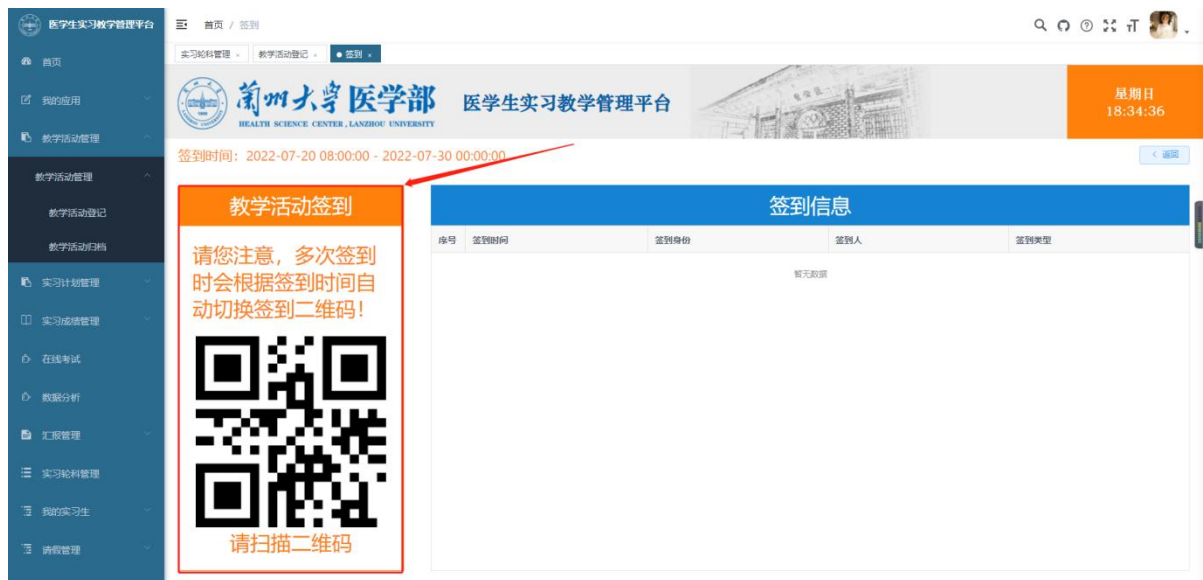 医学生实习教学管理平台
首页 / 签到
首页
我的应用
教学活动管理
教学活动管理
教学活动登记
教学活动归档
实习计划管理
实习成绩管理
在线考试
数据分析
汇报管理
实习轮科管理
我的实习生
请假管理
实习轮科管理 ×
教学活动登记 ×
签到 ×
兰州大学 医学部
HEALTH SCIENCE CENTER, LANZHOU UNIVERSITY
医学生实习教学管理平台
星期日
18:34:36
签到时间：2022-07-20 08:00:00 - 2022-07-30 00:00:00
< 返回
教学活动签到
请您注意，多次签到
时会根据签到时间自
动切换签到二维码！
请扫描二维码
签到信息
序号 签到时间 签到身份 签到人 签到类型
暂无数据